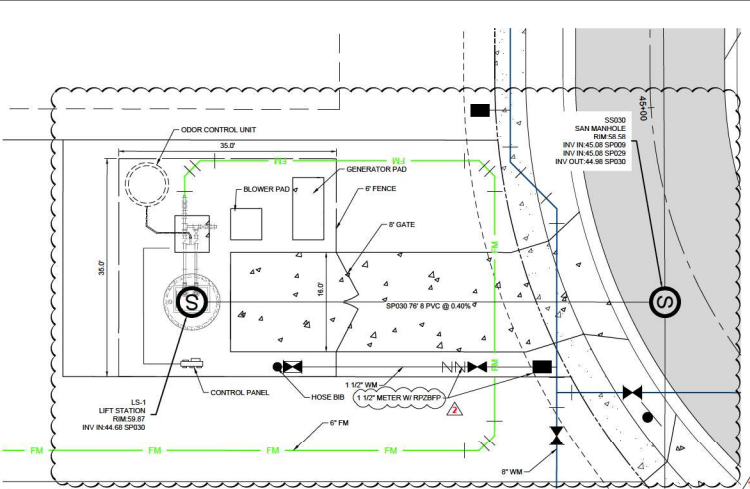 45+00
SS030
SAN MANHOLE
RIM:58.58
INV IN:45.08 SP009
INV IN:45.08 SP029
INV OUT:44.98 SP030
ODOR CONTROL UNIT
35.0'
FM
FM
GENERATOR PAD
BLOWER PAD
6' FENCE
8' GATE
FM
35.0'
16.0'
S
SP030 76' 8 PVC @ 0.40%
S
FM
1 1/2" WM
CONTROL PANEL
HOSE BIB
1 1/2" METER W/ RPZBFP
2
LS-1
LIFT STATION
RIM:59.67
INV IN:44.68 SP030
6" FM
FM
FM
FM
FM
8" WM